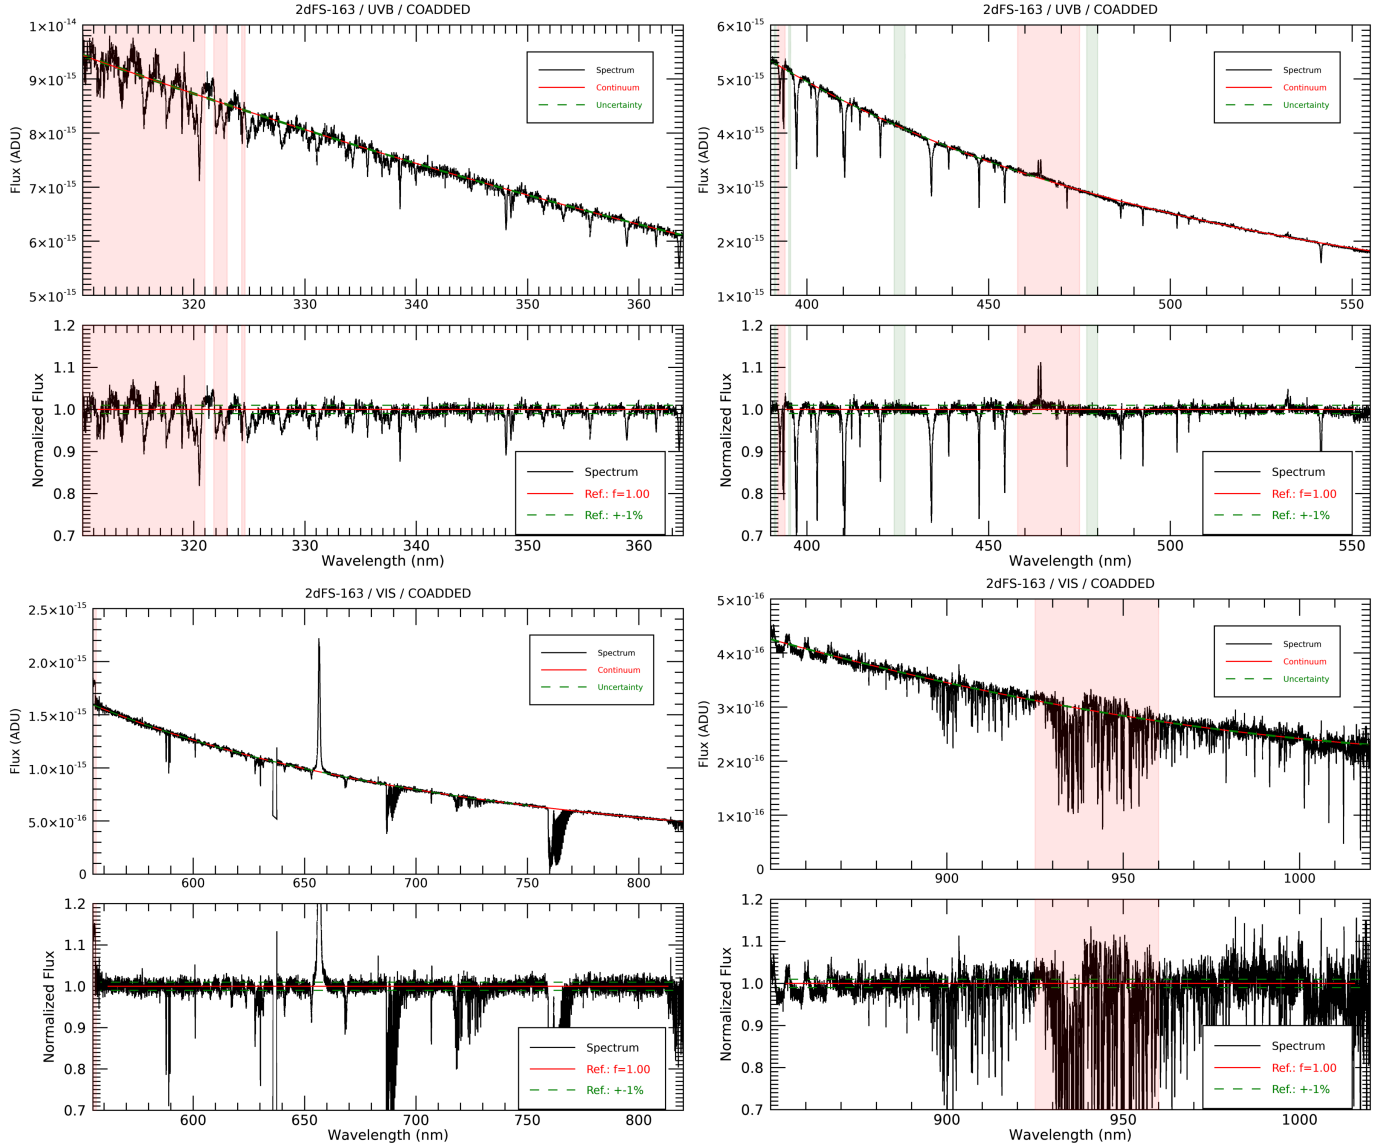 2dFS-163 / UVB / COADDED
1×10⁻¹⁴
9×10⁻¹⁵
8×10⁻¹⁵
7×10⁻¹⁵
6×10⁻¹⁵
5×10⁻¹⁵
Flux (ADU)
Spectrum
Continuum
Uncertainty
320 330 340 350 360
1.2
1.1
1.0
0.9
0.8
0.7
Normalized Flux
Spectrum
Ref.: f=1.00
Ref.: +-1%
320 330 340 350 360
Wavelength (nm)
2dFS-163 / UVB / COADDED
6×10⁻¹⁵
5×10⁻¹⁵
4×10⁻¹⁵
3×10⁻¹⁵
2×10⁻¹⁵
1×10⁻¹⁵
Flux (ADU)
Spectrum
Continuum
Uncertainty
400 450 500 550
1.2
1.1
1.0
0.9
0.8
0.7
Normalized Flux
Spectrum
Ref.: f=1.00
Ref.: +-1%
400 450 500 550
Wavelength (nm)
2dFS-163 / VIS / COADDED
2.5×10⁻¹⁵
2.0×10⁻¹⁵
1.5×10⁻¹⁵
1.0×10⁻¹⁵
5.0×10⁻¹⁶
0
Flux (ADU)
Spectrum
Continuum
Uncertainty
600 650 700 750 800
1.2
1.1
1.0
0.9
0.8
0.7
Normalized Flux
Spectrum
Ref.: f=1.00
Ref.: +-1%
600 650 700 750 800
Wavelength (nm)
2dFS-163 / VIS / COADDED
5×10⁻¹⁶
4×10⁻¹⁶
3×10⁻¹⁶
2×10⁻¹⁶
1×10⁻¹⁶
0
Flux (ADU)
Spectrum
Continuum
Uncertainty
900 950 1000
1.2
1.1
1.0
0.9
0.8
0.7
Normalized Flux
Spectrum
Ref.: f=1.00
Ref.: +-1%
900 950 1000
Wavelength (nm)